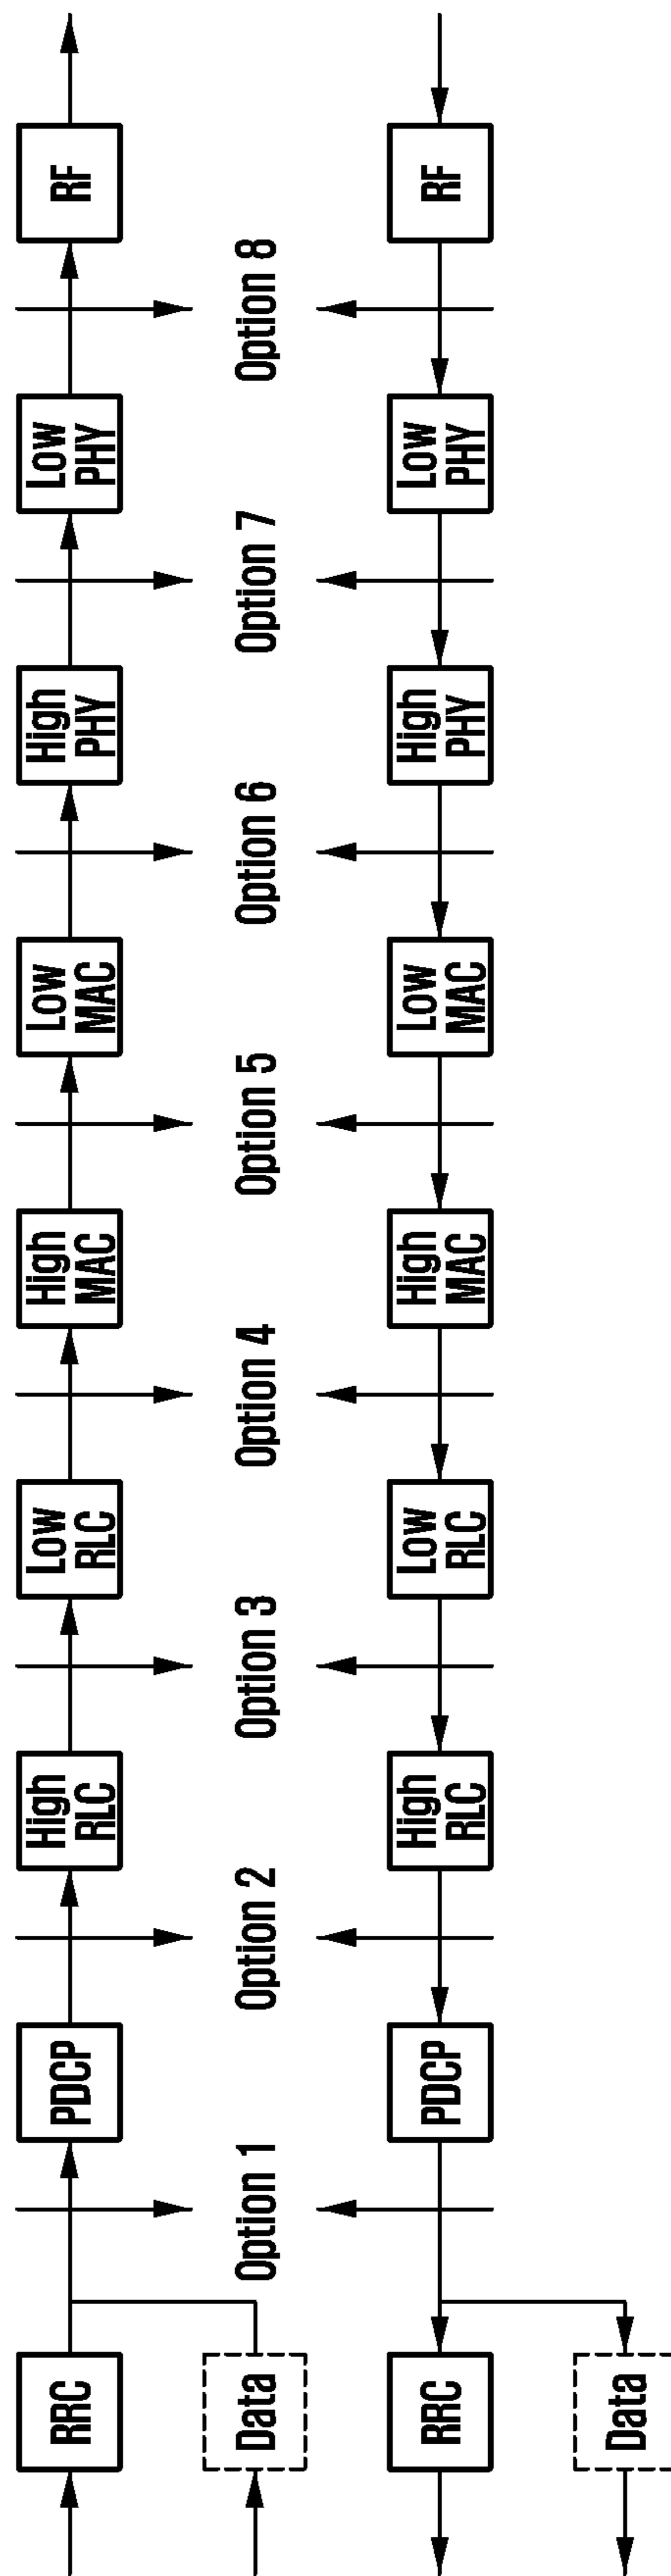 RRC
PDCP
High
RLC
Low
RLC
High
MAC
Low
MAC
High
PHY
Low
PHY
RF
Data
Option 1
Option 2
Option 3
Option 4
Option 5
Option 6
Option 7
Option 8
RRC
PDCP
High
RLC
Low
RLC
High
MAC
Low
MAC
High
PHY
Low
PHY
RF
Data